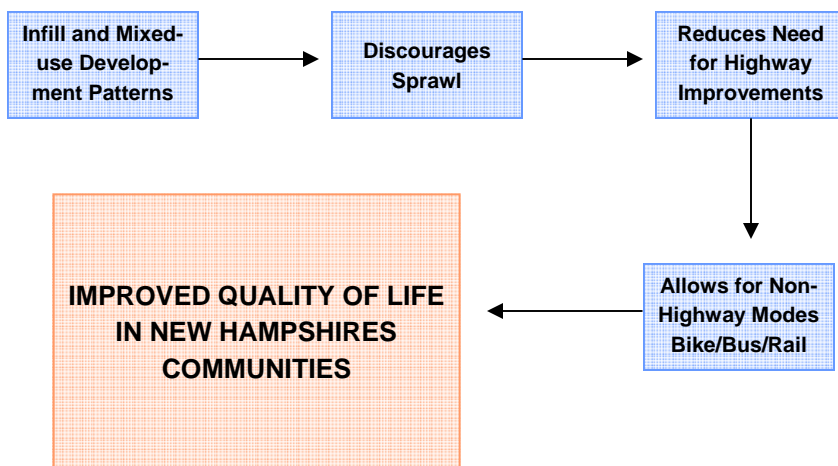 Infill and Mixed-
use Develop-
ment Patterns
Discourages
Sprawl
Reduces Need
for Highway
Improvements
Allows for Non-
Highway Modes
Bike/Bus/Rail
IMPROVED QUALITY OF LIFE
IN NEW HAMPSHIRES
COMMUNITIES